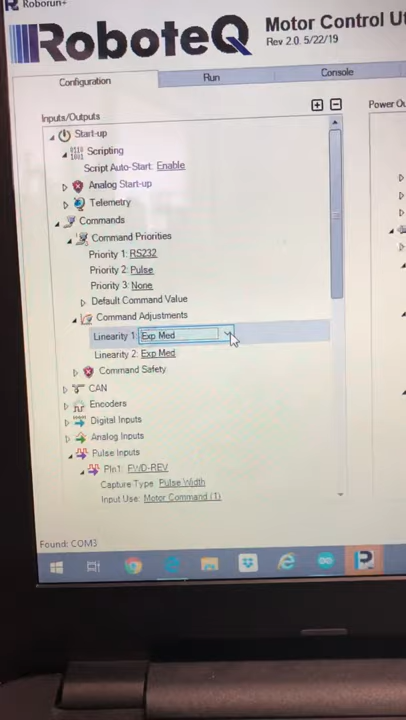 Roborun+
RoboteQ
Motor Control Ut
Rev 2.0. 5/22/19
Configuration
Run
Console
Inputs/Outputs
Power Ou
Start-up
0110
1001
Scripting
Script Auto-Start: Enable
Analog Start-up
Telemetry
Commands
Command Priorities
Priority 1: RS232
Priority 2: Pulse
Priority 3: None
Default Command Value
Command Adjustments
Linearity 1: Exp Med
Linearity 2: Exp Med
Command Safety
CAN
Encoders
Digital Inputs
Analog Inputs
Pulse Inputs
Pin1: FWD-REV
Capture Type: Pulse Width
Input Use: Motor Command (1)
Found: COM3